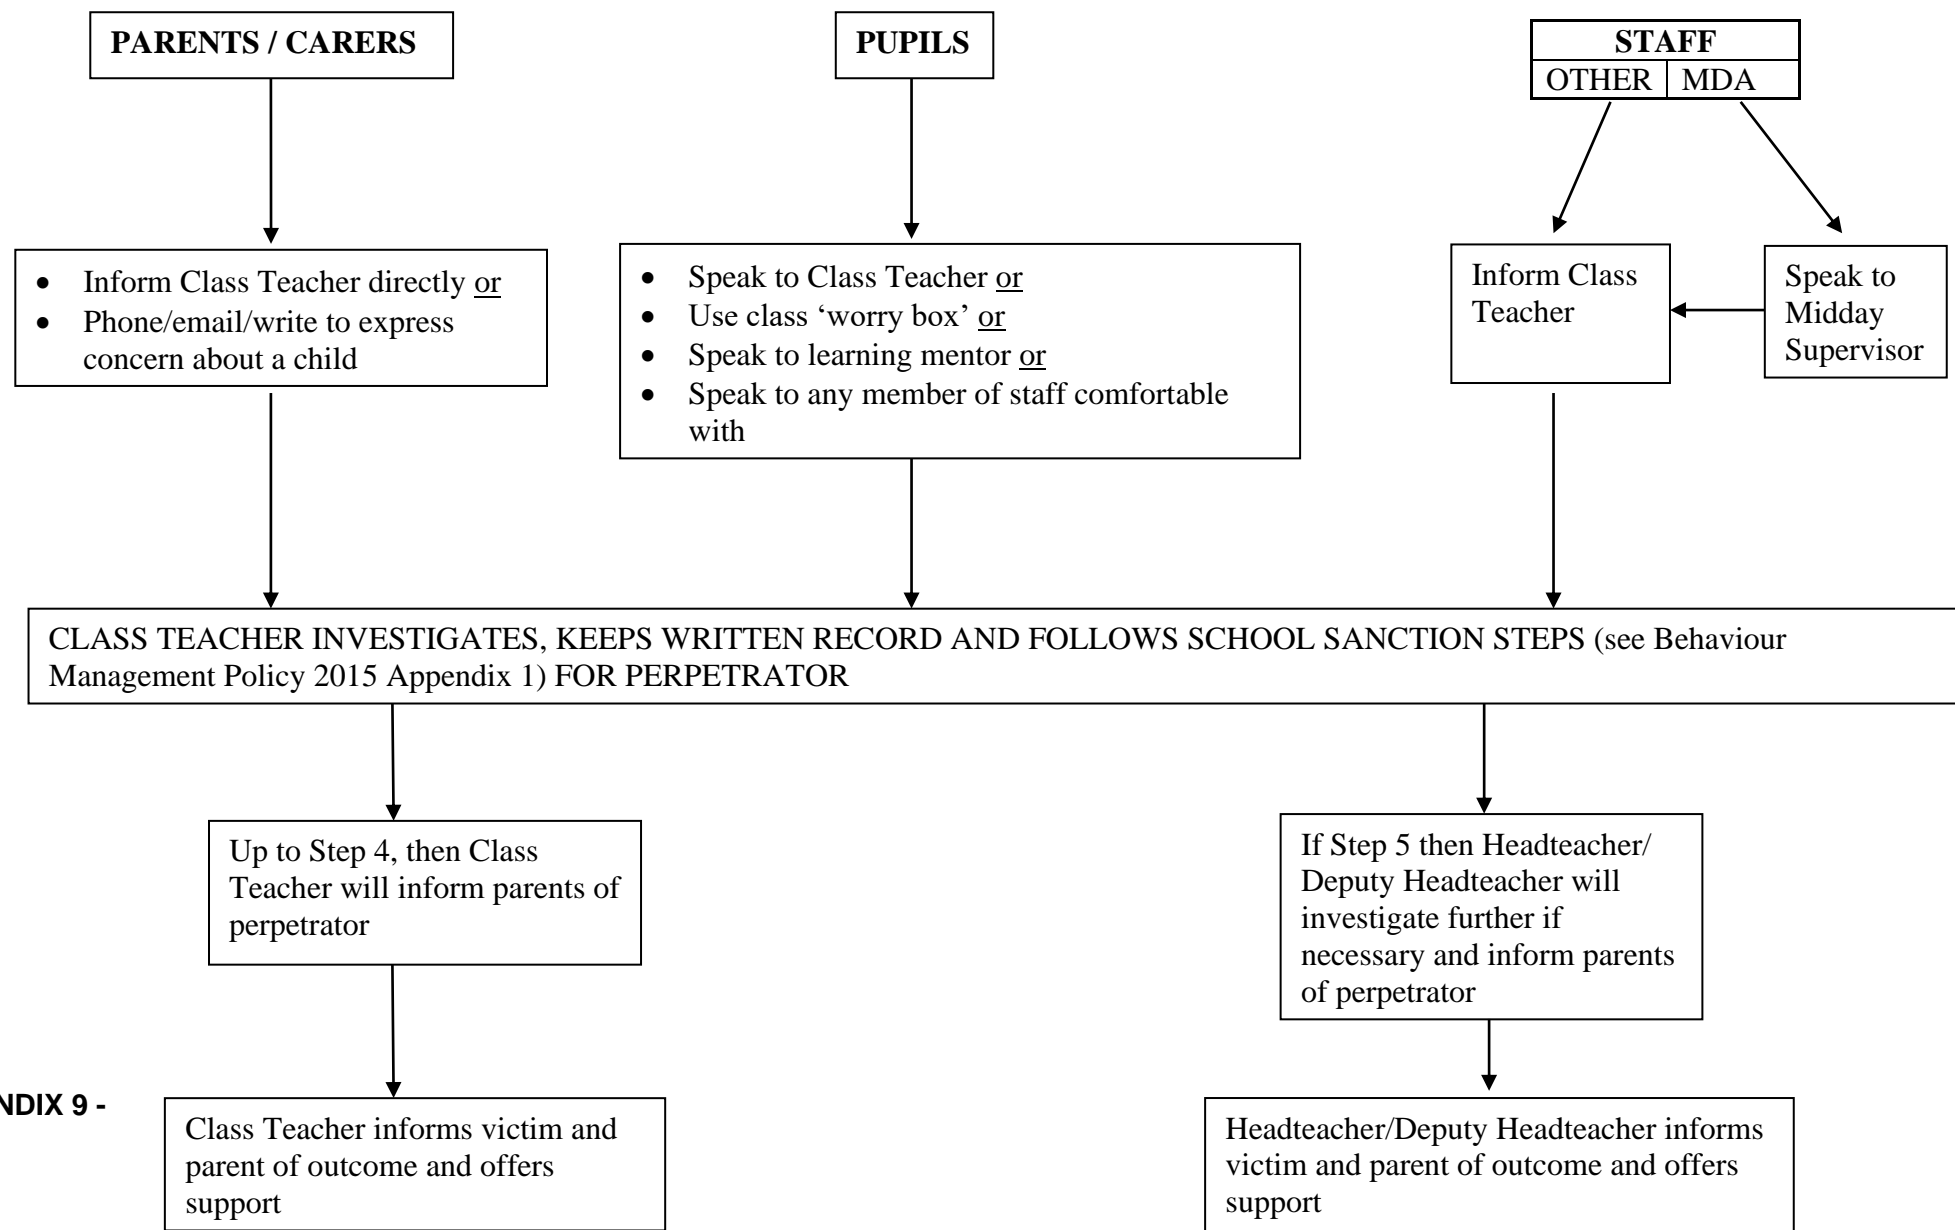 PARENTS / CARERS
PUPILS
STAFF
OTHER MDA
• Inform Class Teacher directly or
• Phone/email/write to express
concern about a child
• Speak to Class Teacher or
• Use class ‘worry box’ or
• Speak to learning mentor or
• Speak to any member of staff comfortable
with
Inform Class
Teacher
Speak to
Midday
Supervisor
CLASS TEACHER INVESTIGATES, KEEPS WRITTEN RECORD AND FOLLOWS SCHOOL SANCTION STEPS (see Behaviour
Management Policy 2015 Appendix 1) FOR PERPETRATOR
Up to Step 4, then Class
Teacher will inform parents of
perpetrator
If Step 5 then Headteacher/
Deputy Headteacher will
investigate further if
necessary and inform parents
of perpetrator
NDIX 9 -
Class Teacher informs victim and
parent of outcome and offers
support
Headteacher/Deputy Headteacher informs
victim and parent of outcome and offers
support